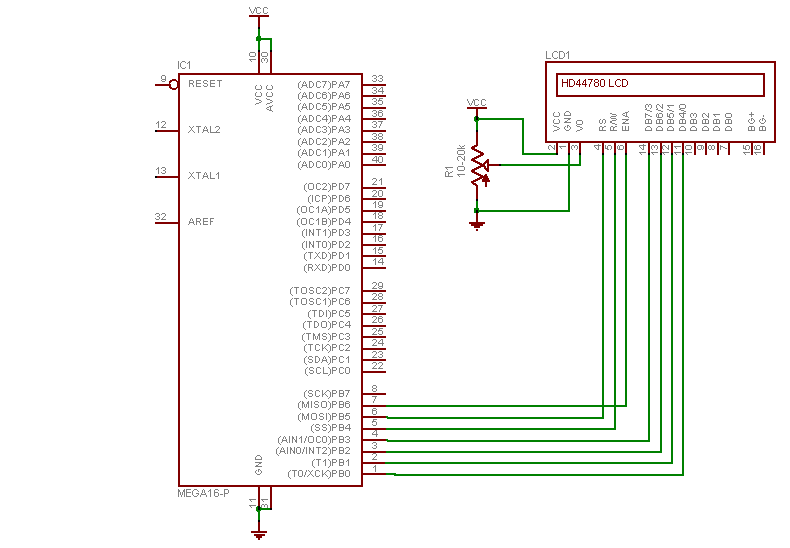 VCC
IC1
10
30
VCC
AVCC
9
RESET
12
XTAL2
13
XTAL1
32
AREF
(ADC7)PA7 33
(ADC6)PA6 34
(ADC5)PA5 35
(ADC4)PA4 36
(ADC3)PA3 37
(ADC2)PA2 38
(ADC1)PA1 39
(ADC0)PA0 40
(OC2)PD7 21
(ICP)PD6 20
(OC1A)PD5 19
(OC1B)PD4 18
(INT1)PD3 17
(INT0)PD2 16
(TXD)PD1 15
(RXD)PD0 14
(TOSC2)PC7 29
(TOSC1)PC6 28
(TDI)PC5 27
(TDO)PC4 26
(TMS)PC3 25
(TCK)PC2 24
(SDA)PC1 23
(SCL)PC0 22
(SCK)PB7 8
(MISO)PB6 7
(MOSI)PB5 6
(SS)PB4 5
(AIN1/OC0)PB3 4
(AIN0/INT2)PB2 3
(T1)PB1 2
(T0/XCK)PB0 1
GND
MEGA16-P
11
31
VCC
R1
10-20k
LCD1
HD44780 LCD
VCC
GND
V0
RS
R/W
ENA
DB7/3
DB6/2
DB5/1
DB4/0
DB3
DB2
DB1
DB0
BG+
BG-
2
1
3
4
5
6
14
13
12
11
10
9
8
7
15
16